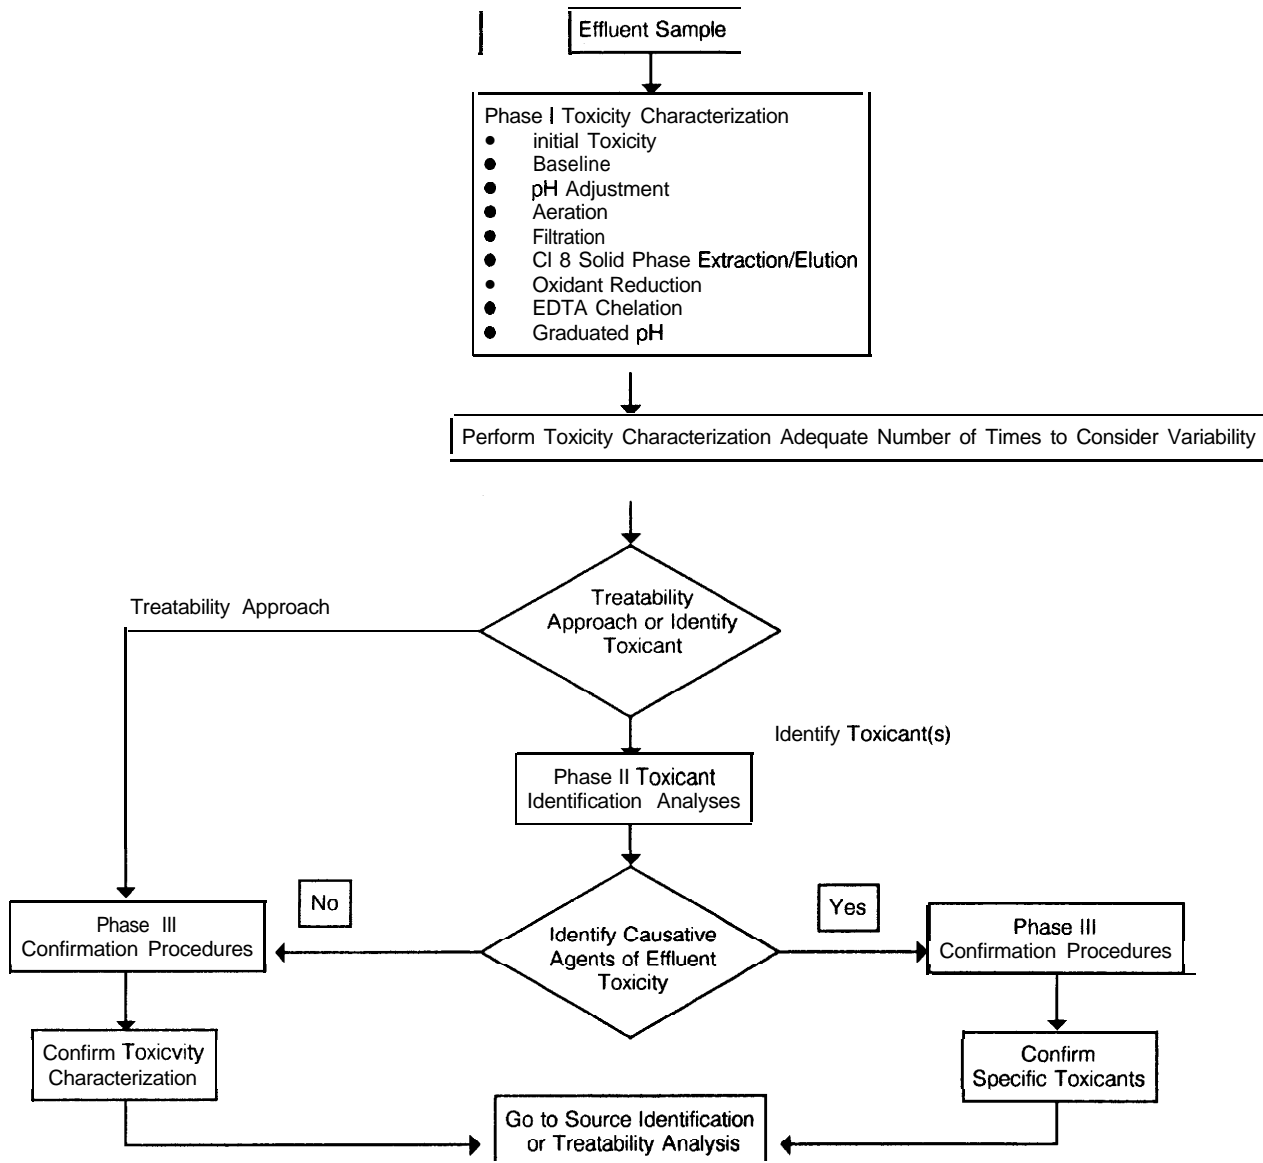 Effluent Sample
Phase I Toxicity Characterization
● initial Toxicity
● Baseline
● pH Adjustment
● Aeration
● Filtration
● Cl 8 Solid Phase Extraction/Elution
● Oxidant Reduction
● EDTA Chelation
● Graduated pH
Perform Toxicity Characterization Adequate Number of Times to Consider Variability
Treatability Approach
Treatability
Approach or Identify
Toxicant
Identify Toxicant(s)
Phase II Toxicant
Identification Analyses
No
Yes
Phase III
Confirmation Procedures
Identify Causative
Agents of Effluent
Toxicity
Phase III
Confirmation Procedures
Confirm Toxicvity
Characterization
Confirm
Specific Toxicants
Go to Source Identification
or Treatability Analysis